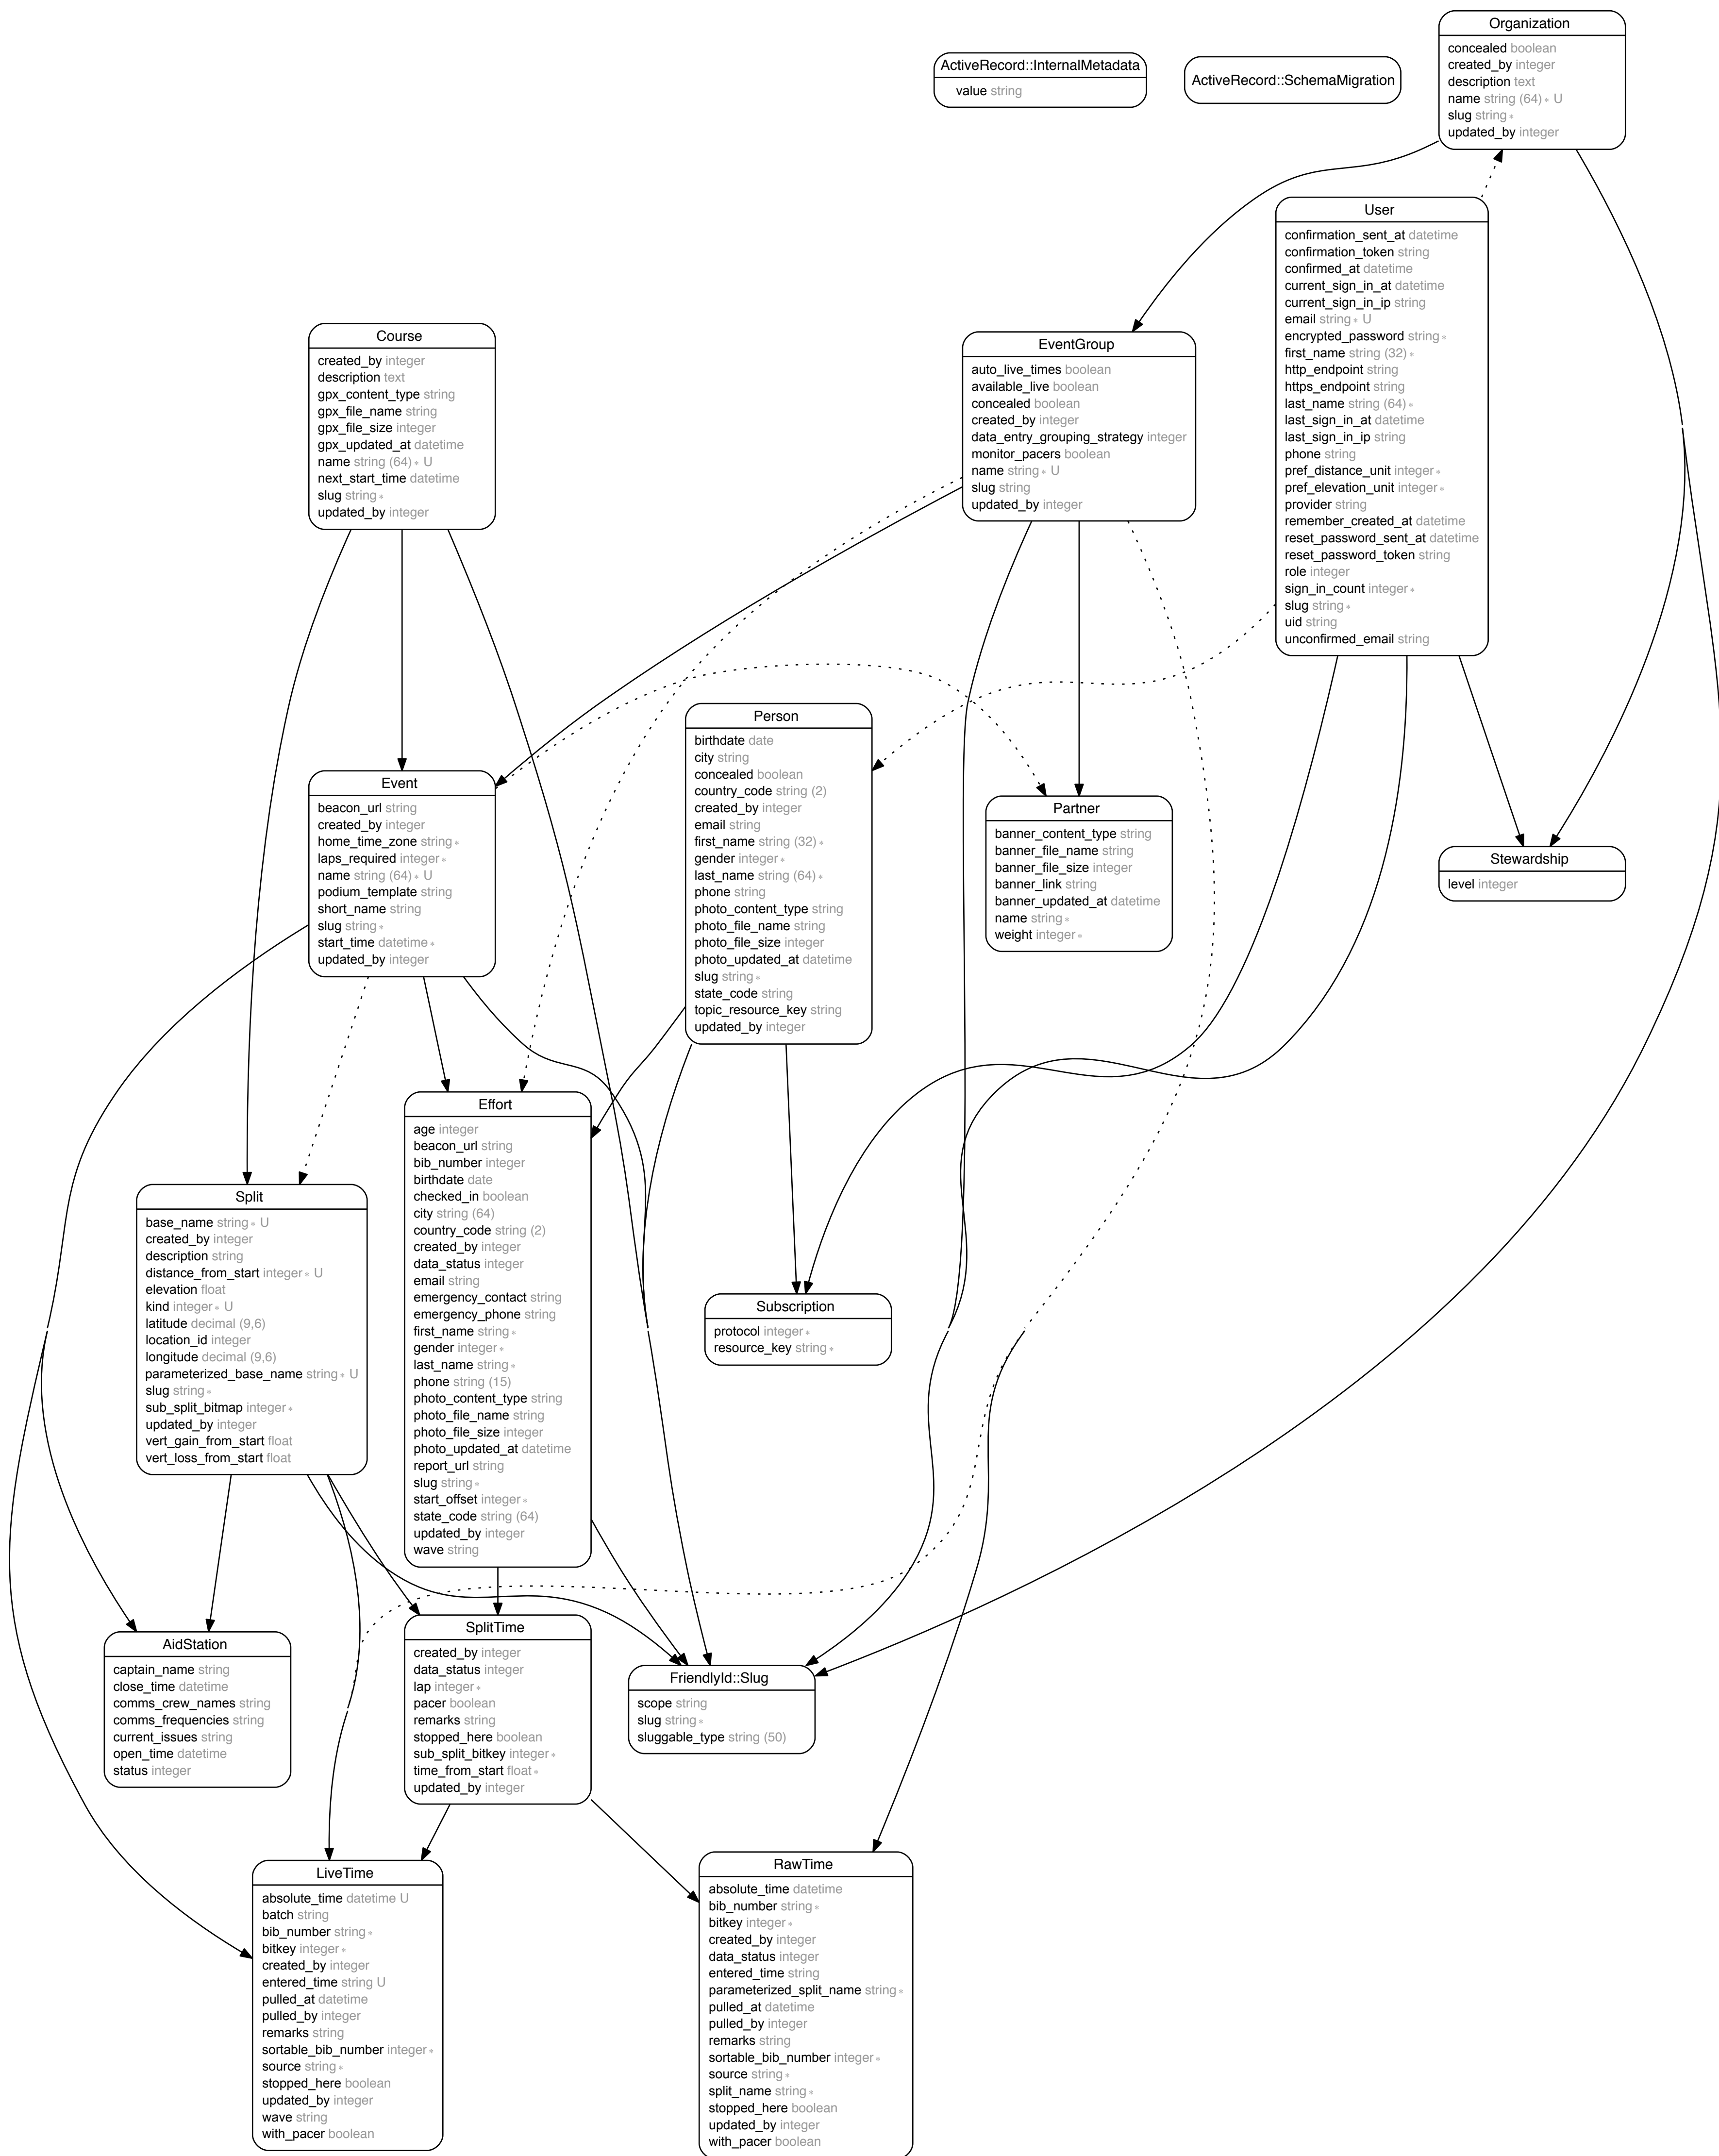 Organization
concealed boolean
created_by integer
description text
name string (64) * U
slug string *
updated_by integer
ActiveRecord::InternalMetadata
value string
ActiveRecord::SchemaMigration
User
confirmation_sent_at datetime
confirmation_token string
confirmed_at datetime
current_sign_in_at datetime
current_sign_in_ip string
email string * U
encrypted_password string *
first_name string (32) *
http_endpoint string
https_endpoint string
last_name string (64) *
last_sign_in_at datetime
last_sign_in_ip string
phone string
pref_distance_unit integer *
pref_elevation_unit integer *
provider string
remember_created_at datetime
reset_password_sent_at datetime
reset_password_token string
role integer
sign_in_count integer *
slug string *
uid string
unconfirmed_email string
Course
created_by integer
description text
gpx_content_type string
gpx_file_name string
gpx_file_size integer
gpx_updated_at datetime
name string (64) * U
next_start_time datetime
slug string *
updated_by integer
EventGroup
auto_live_times boolean
available_live boolean
concealed boolean
created_by integer
data_entry_grouping_strategy integer
monitor_pacers boolean
name string * U
slug string
updated_by integer
Person
birthdate date
city string
concealed boolean
country_code string (2)
created_by integer
email string
first_name string (32) *
gender integer *
last_name string (64) *
phone string
photo_content_type string
photo_file_name string
photo_file_size integer
photo_updated_at datetime
slug string *
state_code string
topic_resource_key string
updated_by integer
Event
beacon_url string
created_by integer
home_time_zone string *
laps_required integer *
name string (64) * U
podium_template string
short_name string
slug string *
start_time datetime *
updated_by integer
Partner
banner_content_type string
banner_file_name string
banner_file_size integer
banner_link string
banner_updated_at datetime
name string *
weight integer *
Stewardship
level integer
Effort
age integer
beacon_url string
bib_number integer
birthdate date
checked_in boolean
city string (64)
country_code string (2)
created_by integer
data_status integer
email string
emergency_contact string
emergency_phone string
first_name string *
gender integer *
last_name string *
phone string (15)
photo_content_type string
photo_file_name string
photo_file_size integer
photo_updated_at datetime
report_url string
slug string *
start_offset integer *
state_code string (64)
updated_by integer
wave string
Split
base_name string * U
created_by integer
description string
distance_from_start integer * U
elevation float
kind integer * U
latitude decimal (9,6)
location_id integer
longitude decimal (9,6)
parameterized_base_name string * U
slug string *
sub_split_bitmap integer *
updated_by integer
vert_gain_from_start float
vert_loss_from_start float
Subscription
protocol integer *
resource_key string *
AidStation
captain_name string
close_time datetime
comms_crew_names string
comms_frequencies string
current_issues string
open_time datetime
status integer
SplitTime
created_by integer
data_status integer
lap integer *
pacer boolean
remarks string
stopped_here boolean
sub_split_bitkey integer *
time_from_start float *
updated_by integer
FriendlyId::Slug
scope string
slug string *
sluggable_type string (50)
LiveTime
absolute_time datetime U
batch string
bib_number string *
bitkey integer *
created_by integer
entered_time string U
pulled_at datetime
pulled_by integer
remarks string
sortable_bib_number integer *
source string *
stopped_here boolean
updated_by integer
wave string
with_pacer boolean
RawTime
absolute_time datetime
bib_number string *
bitkey integer *
created_by integer
data_status integer
entered_time string
parameterized_split_name string *
pulled_at datetime
pulled_by integer
remarks string
sortable_bib_number integer *
source string *
split_name string *
stopped_here boolean
updated_by integer
with_pacer boolean